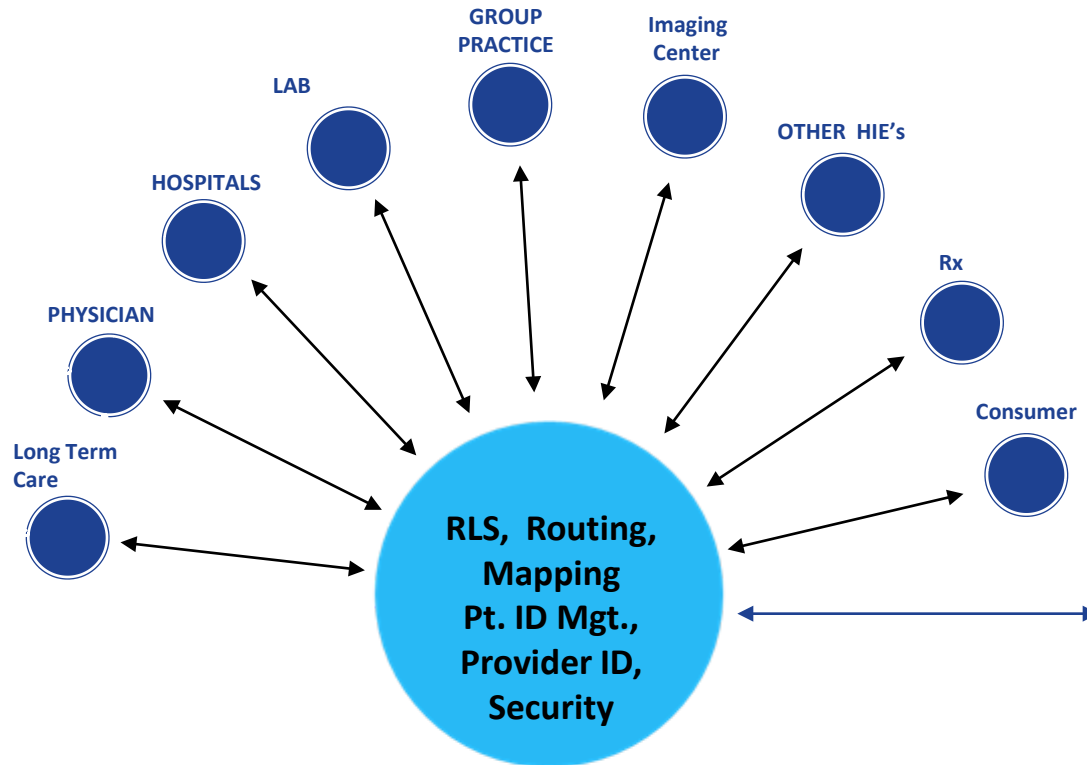 GROUP
PRACTICE
Imaging
Center
LAB
OTHER HIE's
HOSPITALS
Rx
PHYSICIAN
Consumer
Long Term
Care
RLS, Routing,
Mapping
Pt. ID Mgt.,
Provider ID,
Security